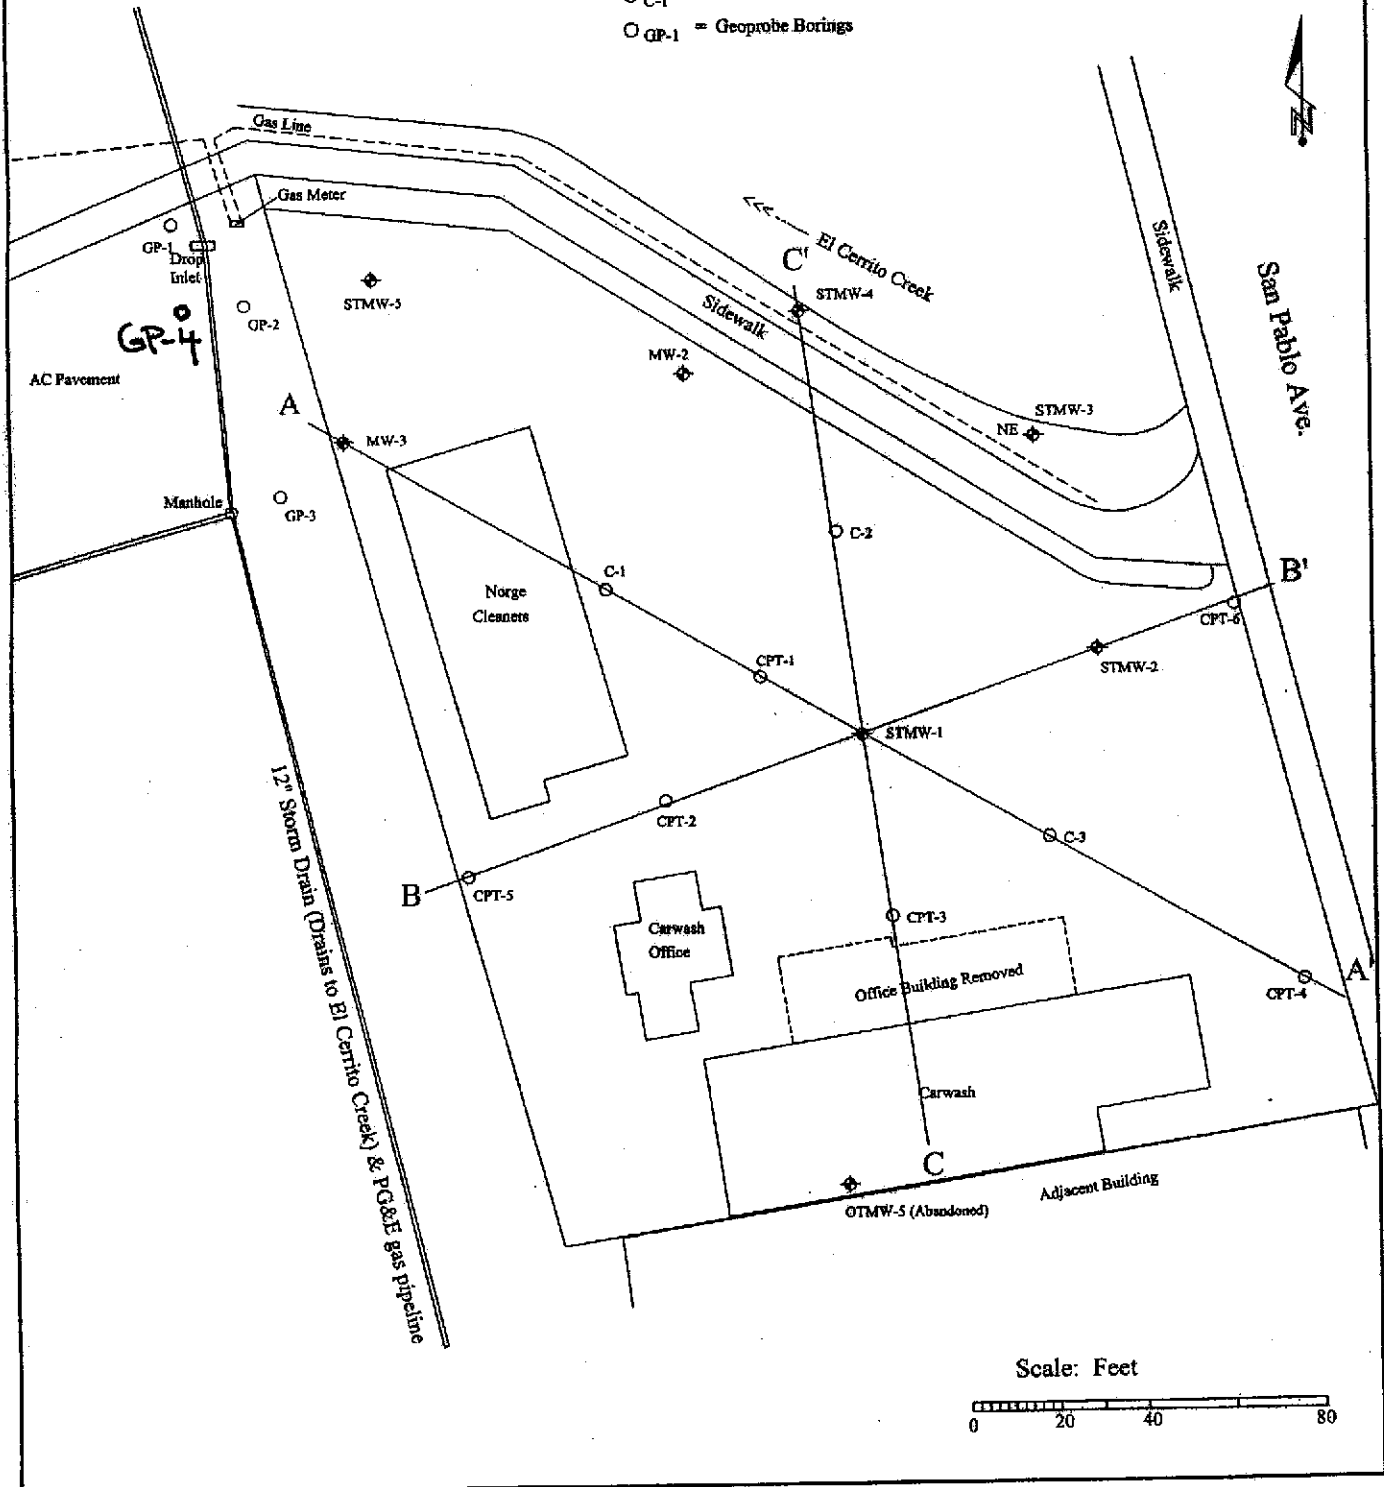 C-1
GP-1 = Geoprobe Borings
N
Gas Line
Gas Meter
GP-1
Drop
Inlet
GP-4
GP-2
STMW-5
AC Pavement
El Cerrito Creek
C'
STMW-4
Sidewalk
MW-2
Sidewalk
San Pablo Ave.
STMW-3
NE
A
MW-3
Manhole
GP-3
C-2
C-1
Norge
Cleaners
B'
CPT-6
CPT-1
STMW-2
STMW-1
CPT-2
C-3
B
CPT-5
Carwash
Office
CPT-3
Office Building Removed
A'
CPT-4
Carwash
C
OTMW-5 (Abandoned)
Adjacent Building
12" Storm Drain (Drains to El Cerrito Creek) & PG&E gas pipeline
Scale: Feet
0 20 40 80